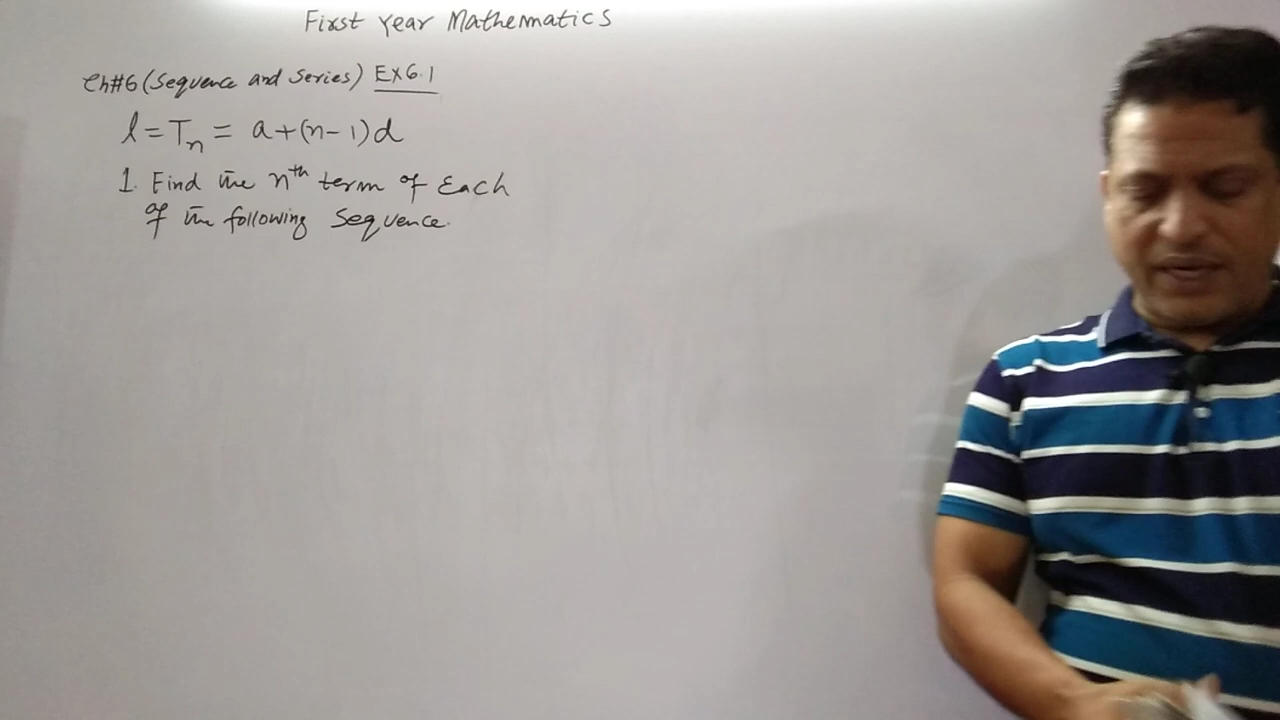 First year Mathematics
Ch#6 (Sequence and Series) EX6.1
l = Tn = a+(n-1)d
1. Find the nth term of Each
of the following Sequence.